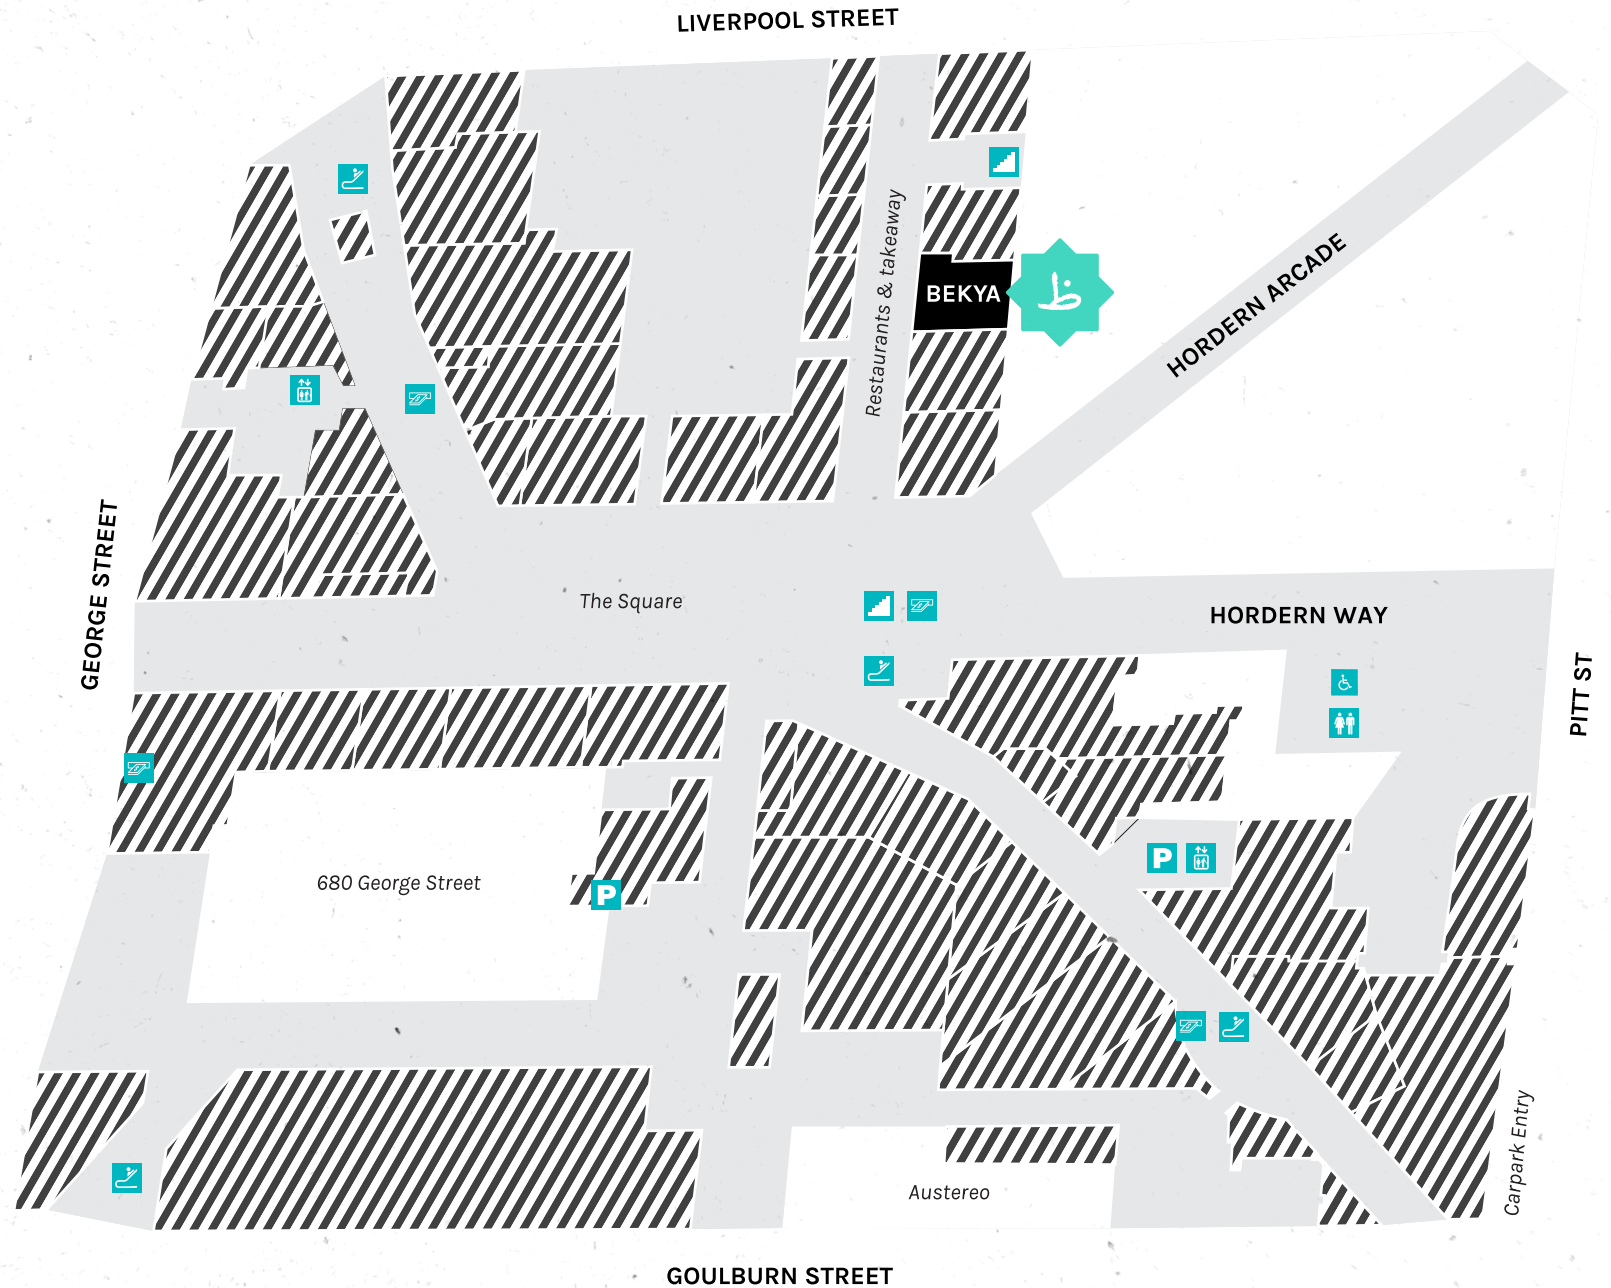 LIVERPOOL STREET
Restaurants & takeaway
BEKYA
ظ
HORDERN ARCADE
GEORGE STREET
The Square
HORDERN WAY
PITT ST
P
680 George Street
P
Carpark Entry
Austereo
GOULBURN STREET